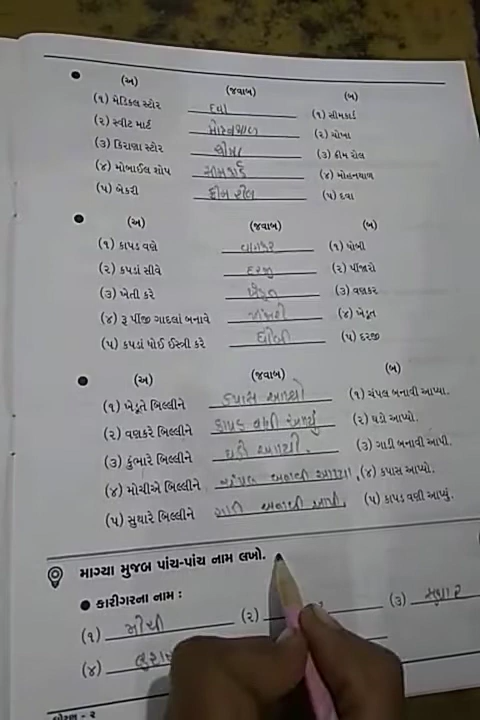 (અ) (જવાબ) (બ)
(૧) મેડિકલ સ્ટોર દવા (૧) સીમકાર્ડ
(૨) સ્વીટ માર્ટ મોહનથાળ (૨) ચોખા
(૩) કિરાણા સ્ટોર ચોખા (૩) ક્રીમ રોલ
(૪) મોબાઈલ શોપ સીમકાર્ડ (૪) મોહનથાળ
(૫) બેકરી ક્રીમ રોલ (૫) દવા
(અ) (જવાબ) (બ)
(૧) કાપડ વણે વણકર (૧) ધોબી
(૨) કપડાં સીવે દરજી (૨) પીંજારો
(૩) ખેતી કરે ખેડૂત (૩) વણકર
(૪) રૂ પીંજી ગાદલાં બનાવે (૪) ખેડૂત
(૫) કપડાં ધોઈ ઈસ્ત્રી કરે ધોબી (૫) દરજી
(અ) (જવાબ) (બ)
(૧) ખેડૂતે બિલ્લીને કપાસ આપ્યો (૧) ચંપલ બનાવી આપ્યા.
(૨) વણકરે બિલ્લીને કાપડ વણી આપ્યું (૨) ઘડો આપ્યો.
(૩) કુંભારે બિલ્લીને ઘડો આપ્યો. (૩) ગાડી બનાવી આપી.
(૪) મોચીએ બિલ્લીને ચંપલ બનાવી આપ્યા. (૪) કપાસ આપ્યો.
(૫) સુથારે બિલ્લીને ગાડી બનાવી આપી. (૫) કાપડ વણી આપ્યું.
માગ્યા મુજબ પાંચ-પાંચ નામ લખો.
કારીગરના નામ :
(૧) મોચી (ૢ૨) (૩) સુથાર
(૪)
ધોરણ - ૨